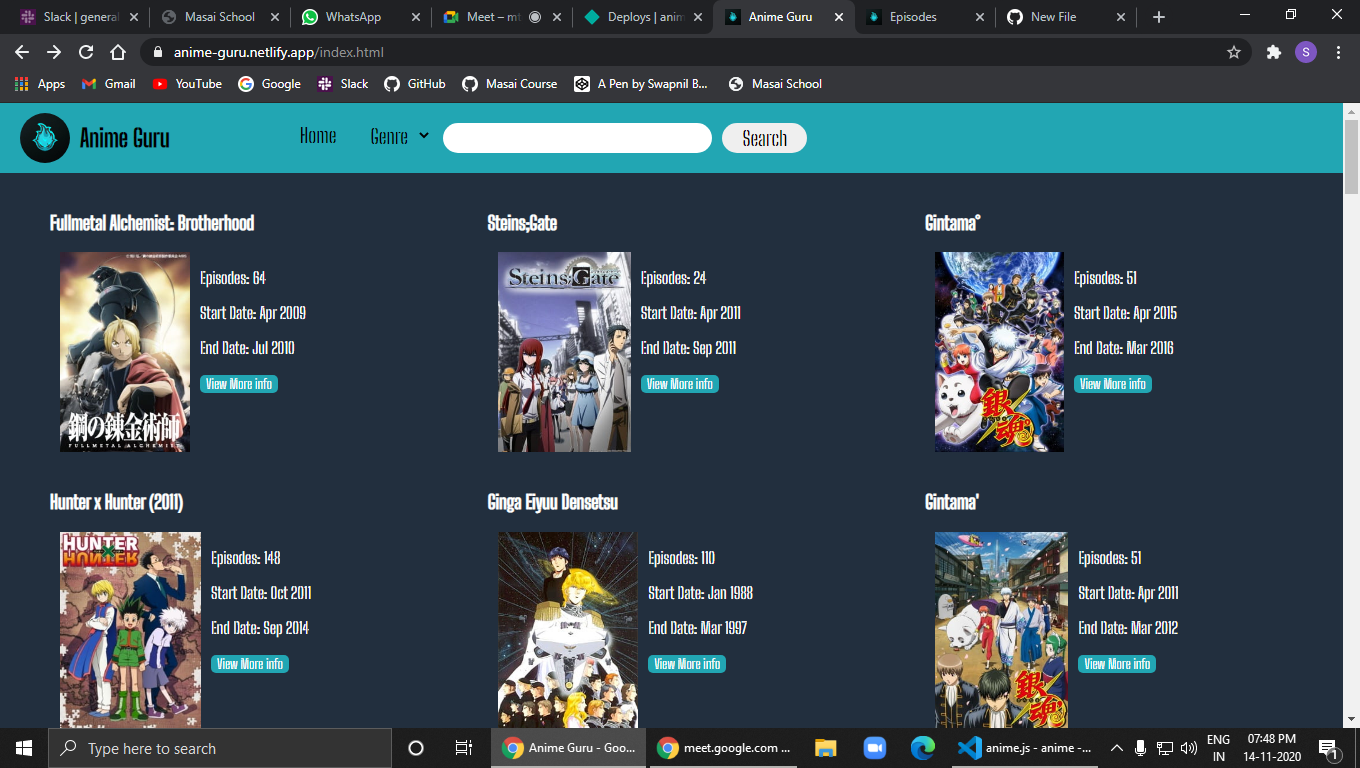 Slack | general
Masai School
WhatsApp
Meet – mt
Deploys | anim
Anime Guru
Episodes
New File
anime-guru.netlify.app/index.html
S
Apps
Gmail
YouTube
Google
Slack
GitHub
Masai Course
A Pen by Swapnil B...
Masai School
Anime Guru
Home
Genre
Search
Fullmetal Alchemist: Brotherhood
Steins;Gate
Gintama°
鋼の錬金術師
FULLMETAL ALCHEMIST
Episodes: 64
Start Date: Apr 2009
End Date: Jul 2010
View More info
Steins;Gate
Episodes: 24
Start Date: Apr 2011
End Date: Sep 2011
View More info
銀魂
Episodes: 51
Start Date: Apr 2015
End Date: Mar 2016
View More info
Hunter x Hunter (2011)
Ginga Eiyuu Densetsu
Gintama'
HUNTER
HUNTER
Episodes: 148
Start Date: Oct 2011
End Date: Sep 2014
View More info
Episodes: 110
Start Date: Jan 1988
End Date: Mar 1997
View More info
銀魂
Episodes: 51
Start Date: Apr 2011
End Date: Mar 2012
View More info
Type here to search
Anime Guru - Goo...
meet.google.com ...
anime.js - anime -...
ENG
IN
07:48 PM
14-11-2020
1